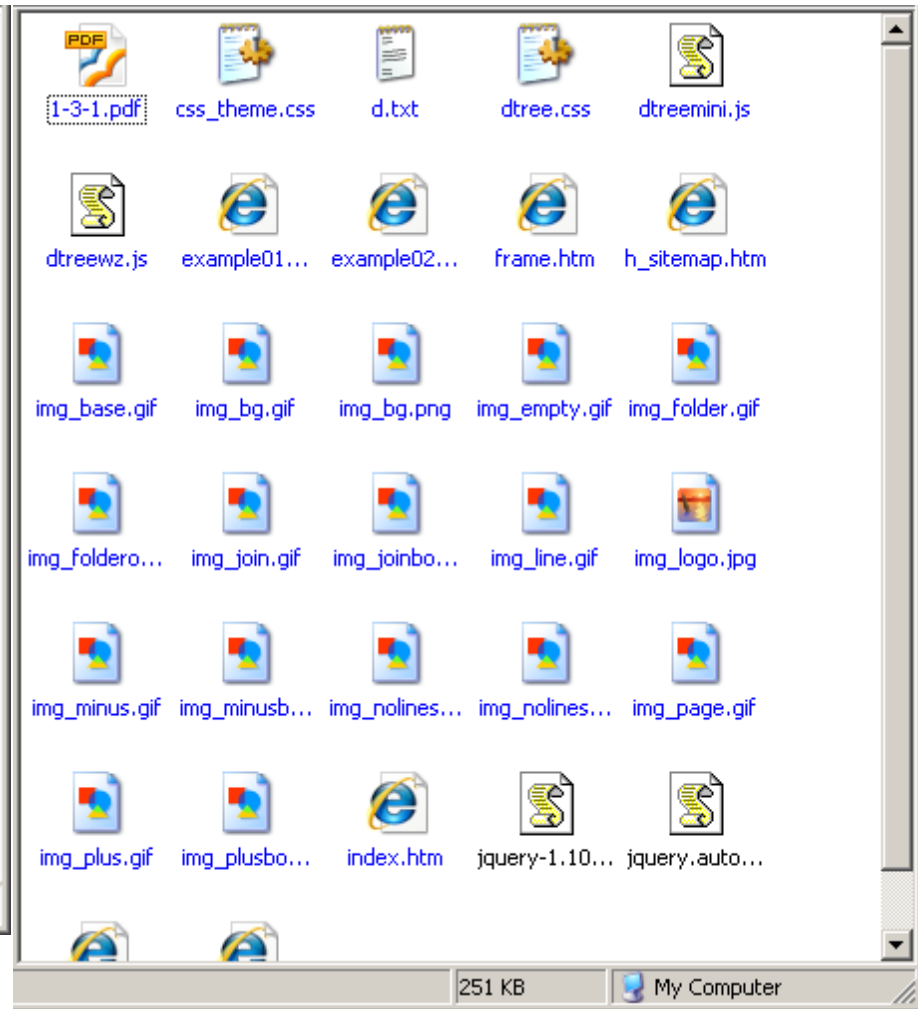 PDF
1-3-1.pdf css_theme.css d.txt dtree.css dtreemini.js
dtreewz.js example01... example02... frame.htm h_sitemap.htm
img_base.gif img_bg.gif img_bg.png img_empty.gif img_folder.gif
img_foldero... img_join.gif img_joinbo... img_line.gif img_logo.jpg
img_minus.gif img_minusb... img_nolines... img_nolines... img_page.gif
img_plus.gif img_plusbo... index.htm jquery-1.10... jquery.auto...
251 KB My Computer